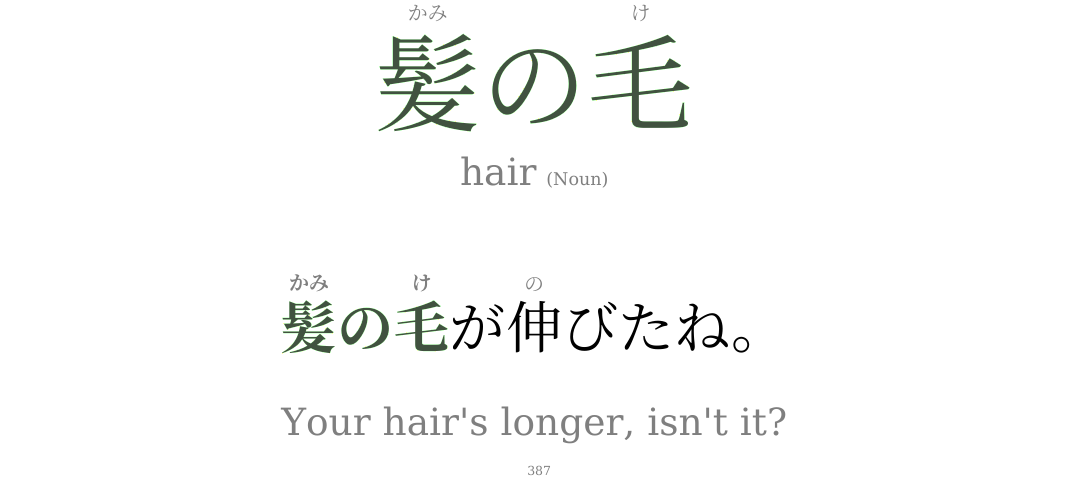 かみ け
髪の毛
hair (Noun)
かみ け の
髪の毛が伸びたね。
Your hair's longer, isn't it?
387